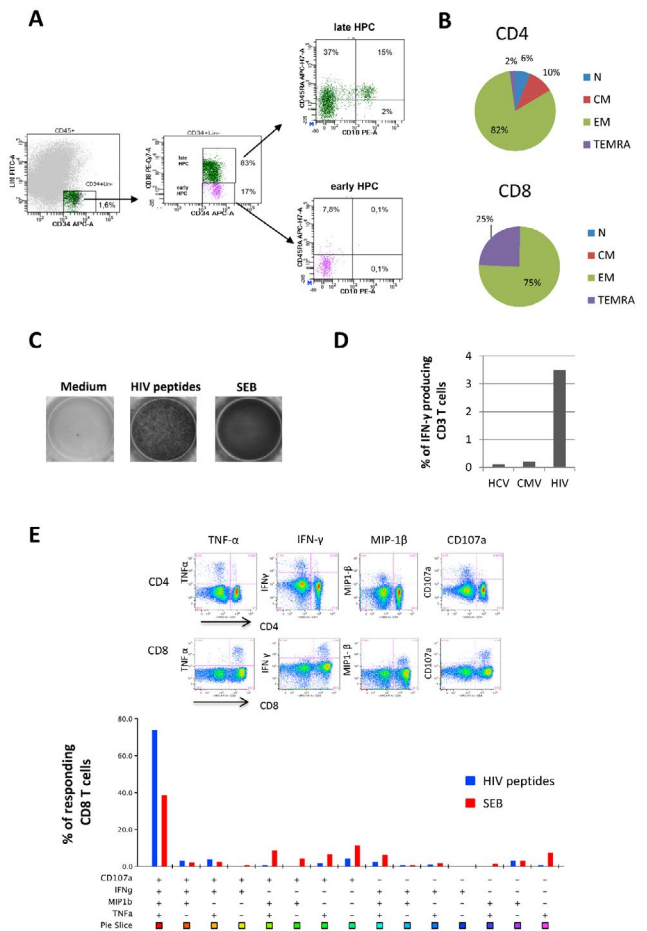 A
late HPC
37%
15%
2%
CD45RA APC-H7-A
CD10 PE-A
CD45+
LIN FITC-A
CD34+Lin-
1,6%
CD34 APC-A
CD34+Lin-
late
HPC
early
HPC
83%
17%
CD34 APC-A
early HPC
7,8%
0,1%
0,1%
CD45RA APC-H7-A
CD10 PE-A
B
CD4
2%
6%
10%
82%
N
CM
EM
TEMRA
CD8
25%
75%
N
CM
EM
TEMRA
C
Medium
HIV peptides
SEB
D
% of IFN-γ producing
CD3 T cells
4
3
2
1
0
HCV
CMV
HIV
E
TNF-α
IFN-γ
MIP-1β
CD107a
CD4
TNFα
IFNγ
MIP1-β
CD107a
CD4
CD8
TNF α
IFN γ
MIP1- β
CD107a
CD8
% of responding
CD8 T cells
80.0
60.0
40.0
20.0
0.0
HIV peptides
SEB
CD107a + + + + + + + + - - - - - - -
IFNg + + + + - - - - + + + + - - -
MIP1b + + - - + + - - + + - - + + -
TNFa + - + - + - + - + - + - + - +
Pie Slice